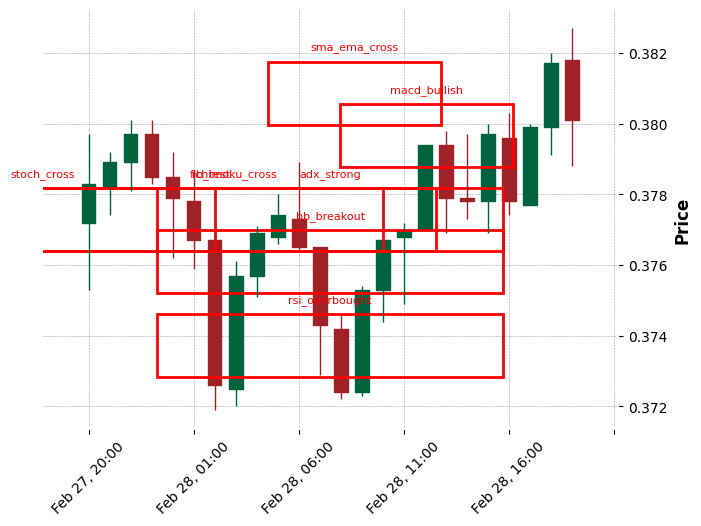 sma_ema_cross
0.382
macd_bullish
0.380
stoch_cross
adx_strong
0.378
bb_breakout
Price
0.376
rsi_overbought
0.374
0.372
Feb 27, 20:00
Feb 28, 01:00
Feb 28, 06:00
Feb 28, 11:00
Feb 28, 16:00